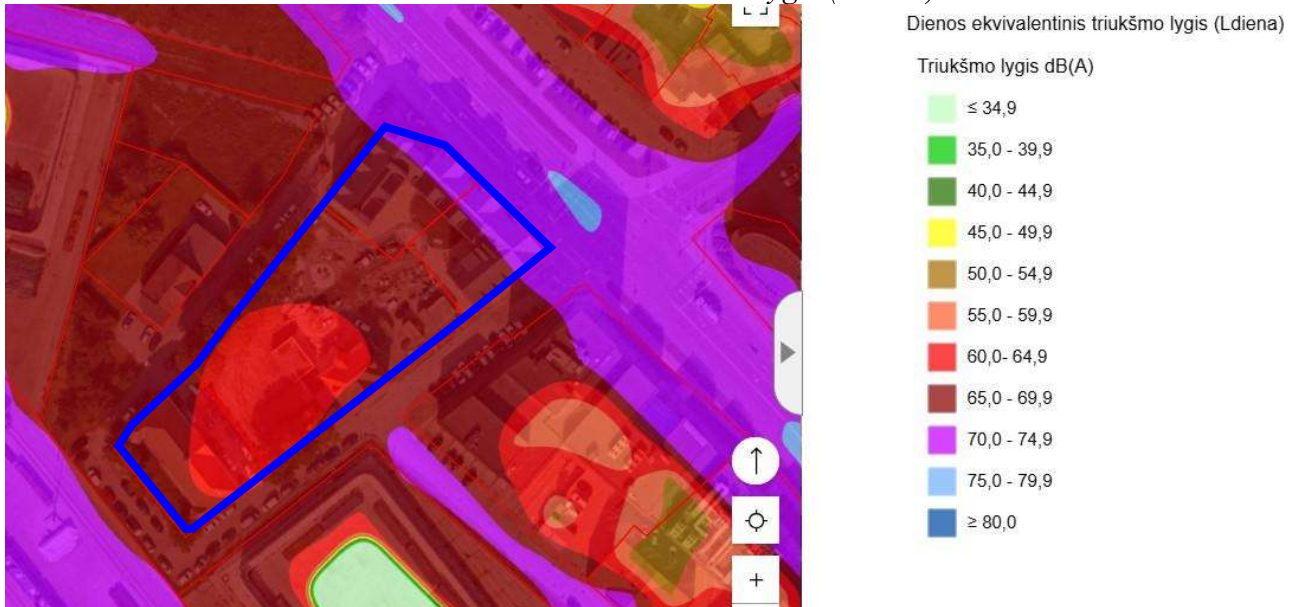 Dienos ekvivalentinis triukšmo lygis (Ldiena)
Triukšmo lygis dB(A)
≤ 34,9
35,0 - 39,9
40,0 - 44,9
45,0 - 49,9
50,0 - 54,9
55,0 - 59,9
60,0- 64,9
65,0 - 69,9
70,0 - 74,9
75,0 - 79,9
≥ 80,0